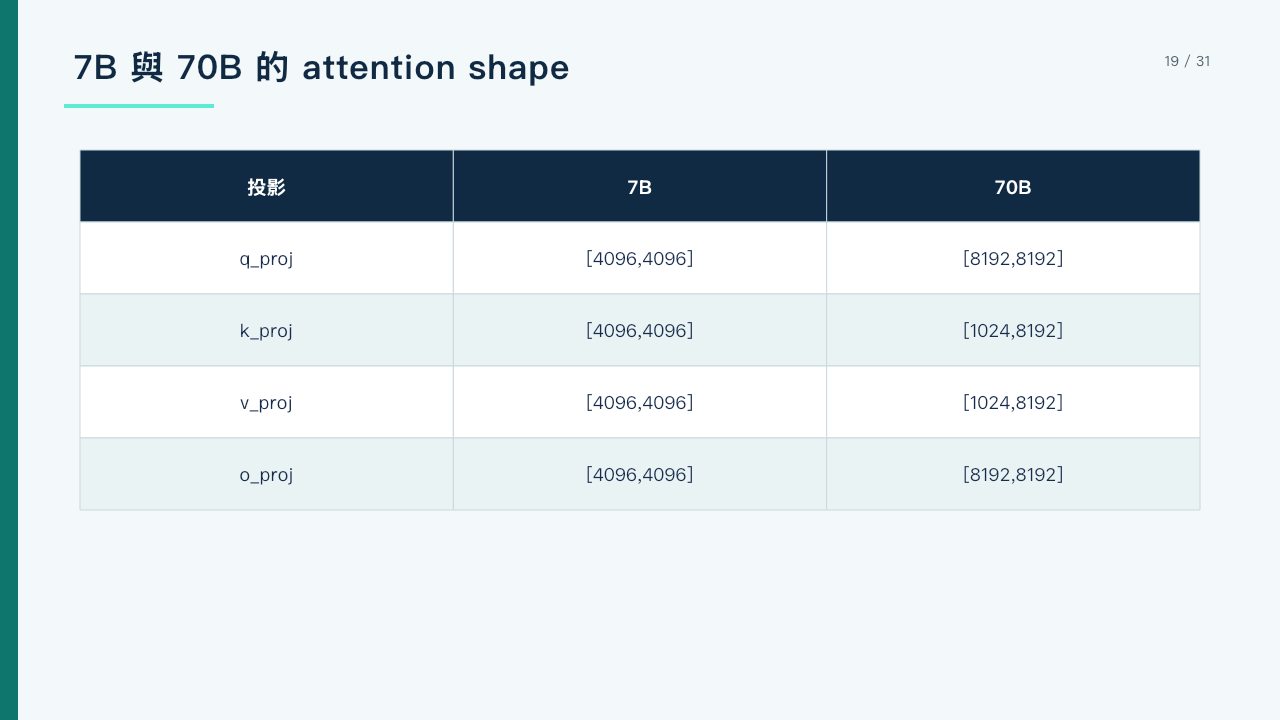 7B 與 70B 的 attention shape
19 / 31
投影 7B 70B
q_proj [4096,4096] [8192,8192]
k_proj [4096,4096] [1024,8192]
v_proj [4096,4096] [1024,8192]
o_proj [4096,4096] [8192,8192]